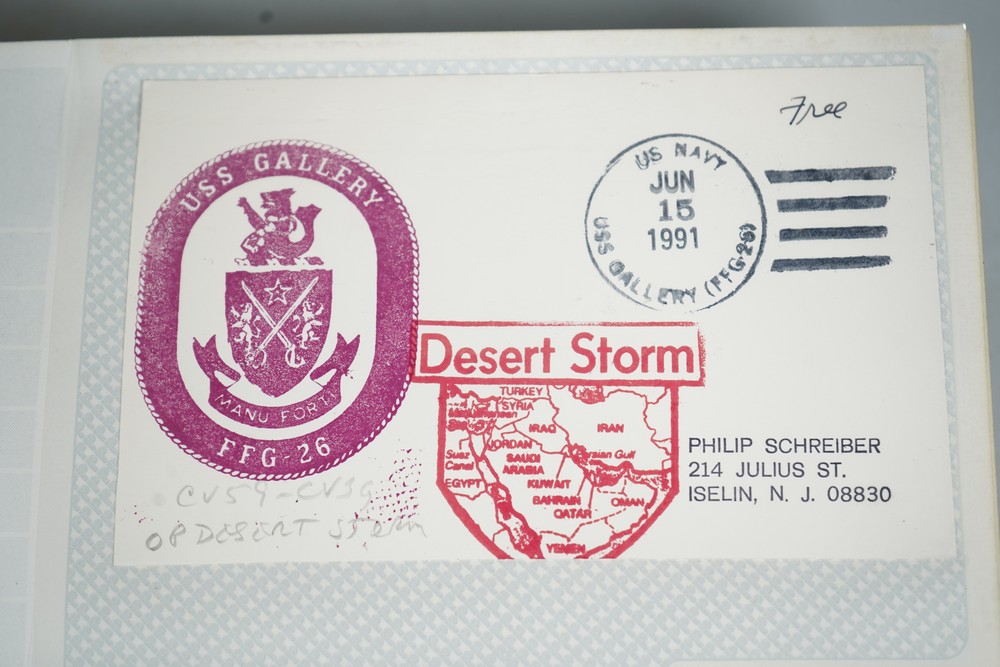 Free
USS GALLERY
MANU FORTI
FFG-26
US NAVY
JUN
15
1991
USS GALLERY (FFG-26)
Desert Storm
TURKEY
SYRIA
Mediterranean
IRAQ
IRAN
JORDAN
Suez
Canal
SAUDI
ARABIA
Persian Gulf
EGYPT
KUWAIT
BAHRAIN
QATAR
OMAN
YEMEN
PHILIP SCHREIBER
214 JULIUS ST.
ISELIN, N. J. 08830
OP DESERT STORM